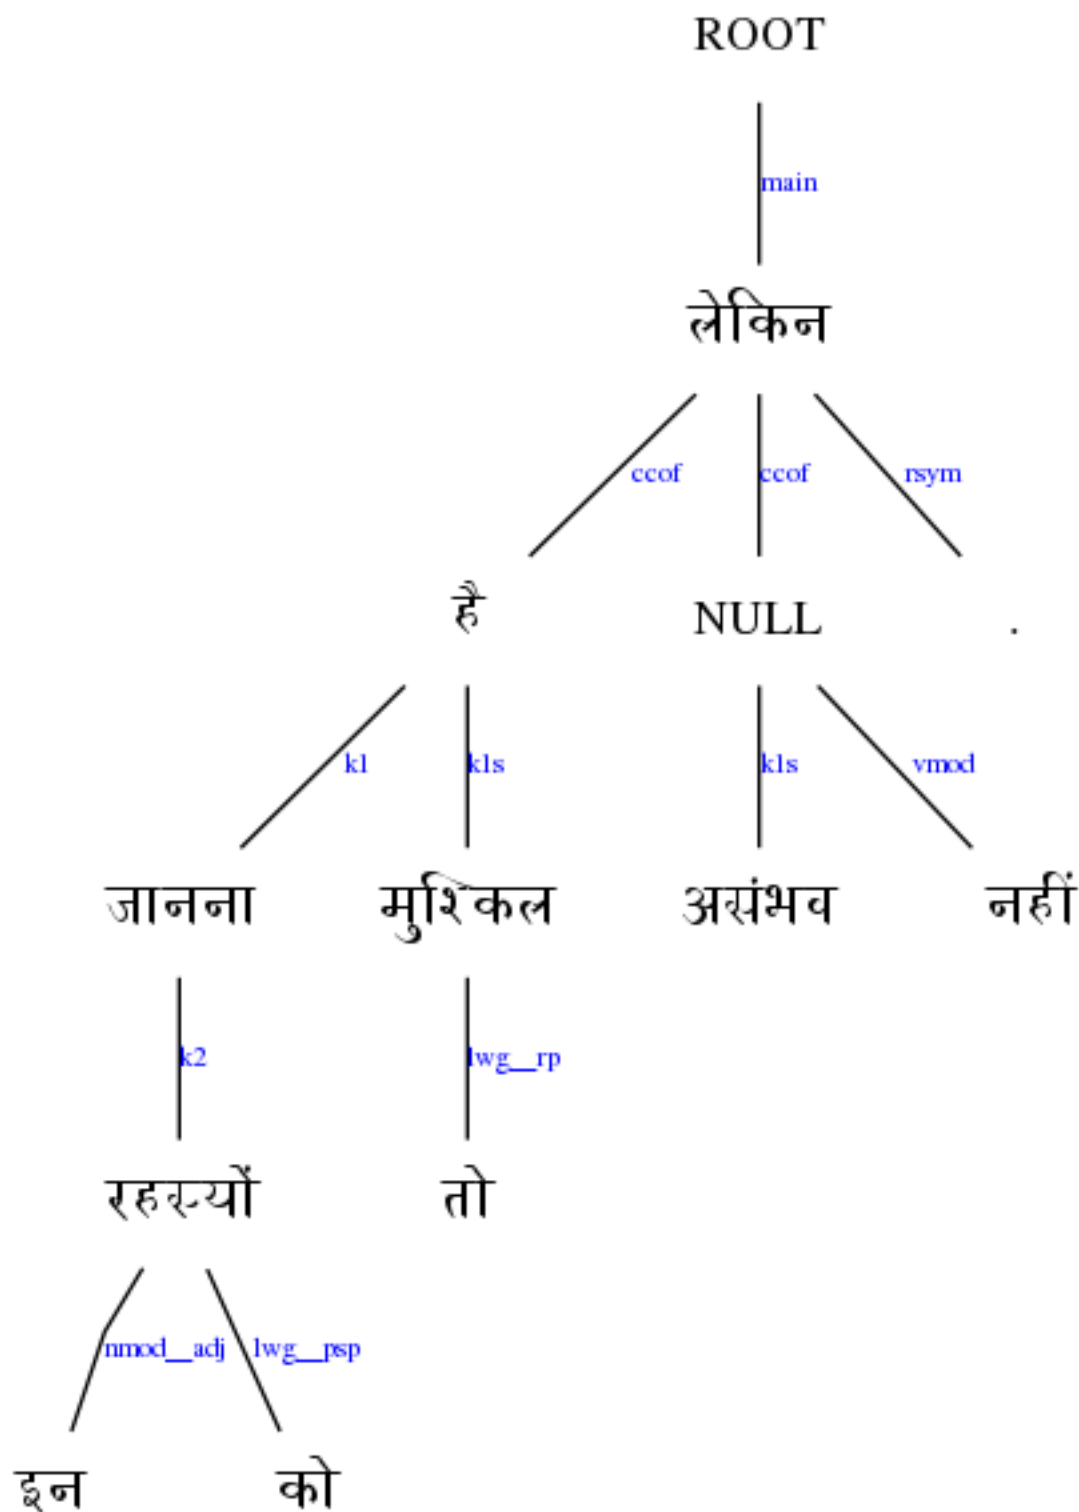 ROOT
main
लेकिन
ccof ccof rsym
है NULL .
k1 k1s k1s vmod
जानना मुश्किल असंभव नहीं
k2 lwg__rp
रहस्यों तो
nmod__adj lwg__psp
इन को